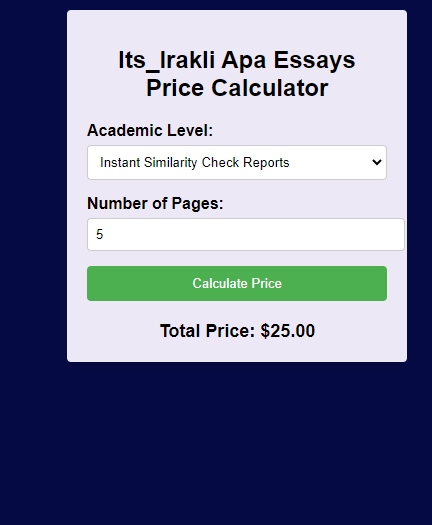 Its_Irakli Apa Essays
Price Calculator
Academic Level:
Instant Similarity Check Reports
Number of Pages:
5
Calculate Price
Total Price: $25.00